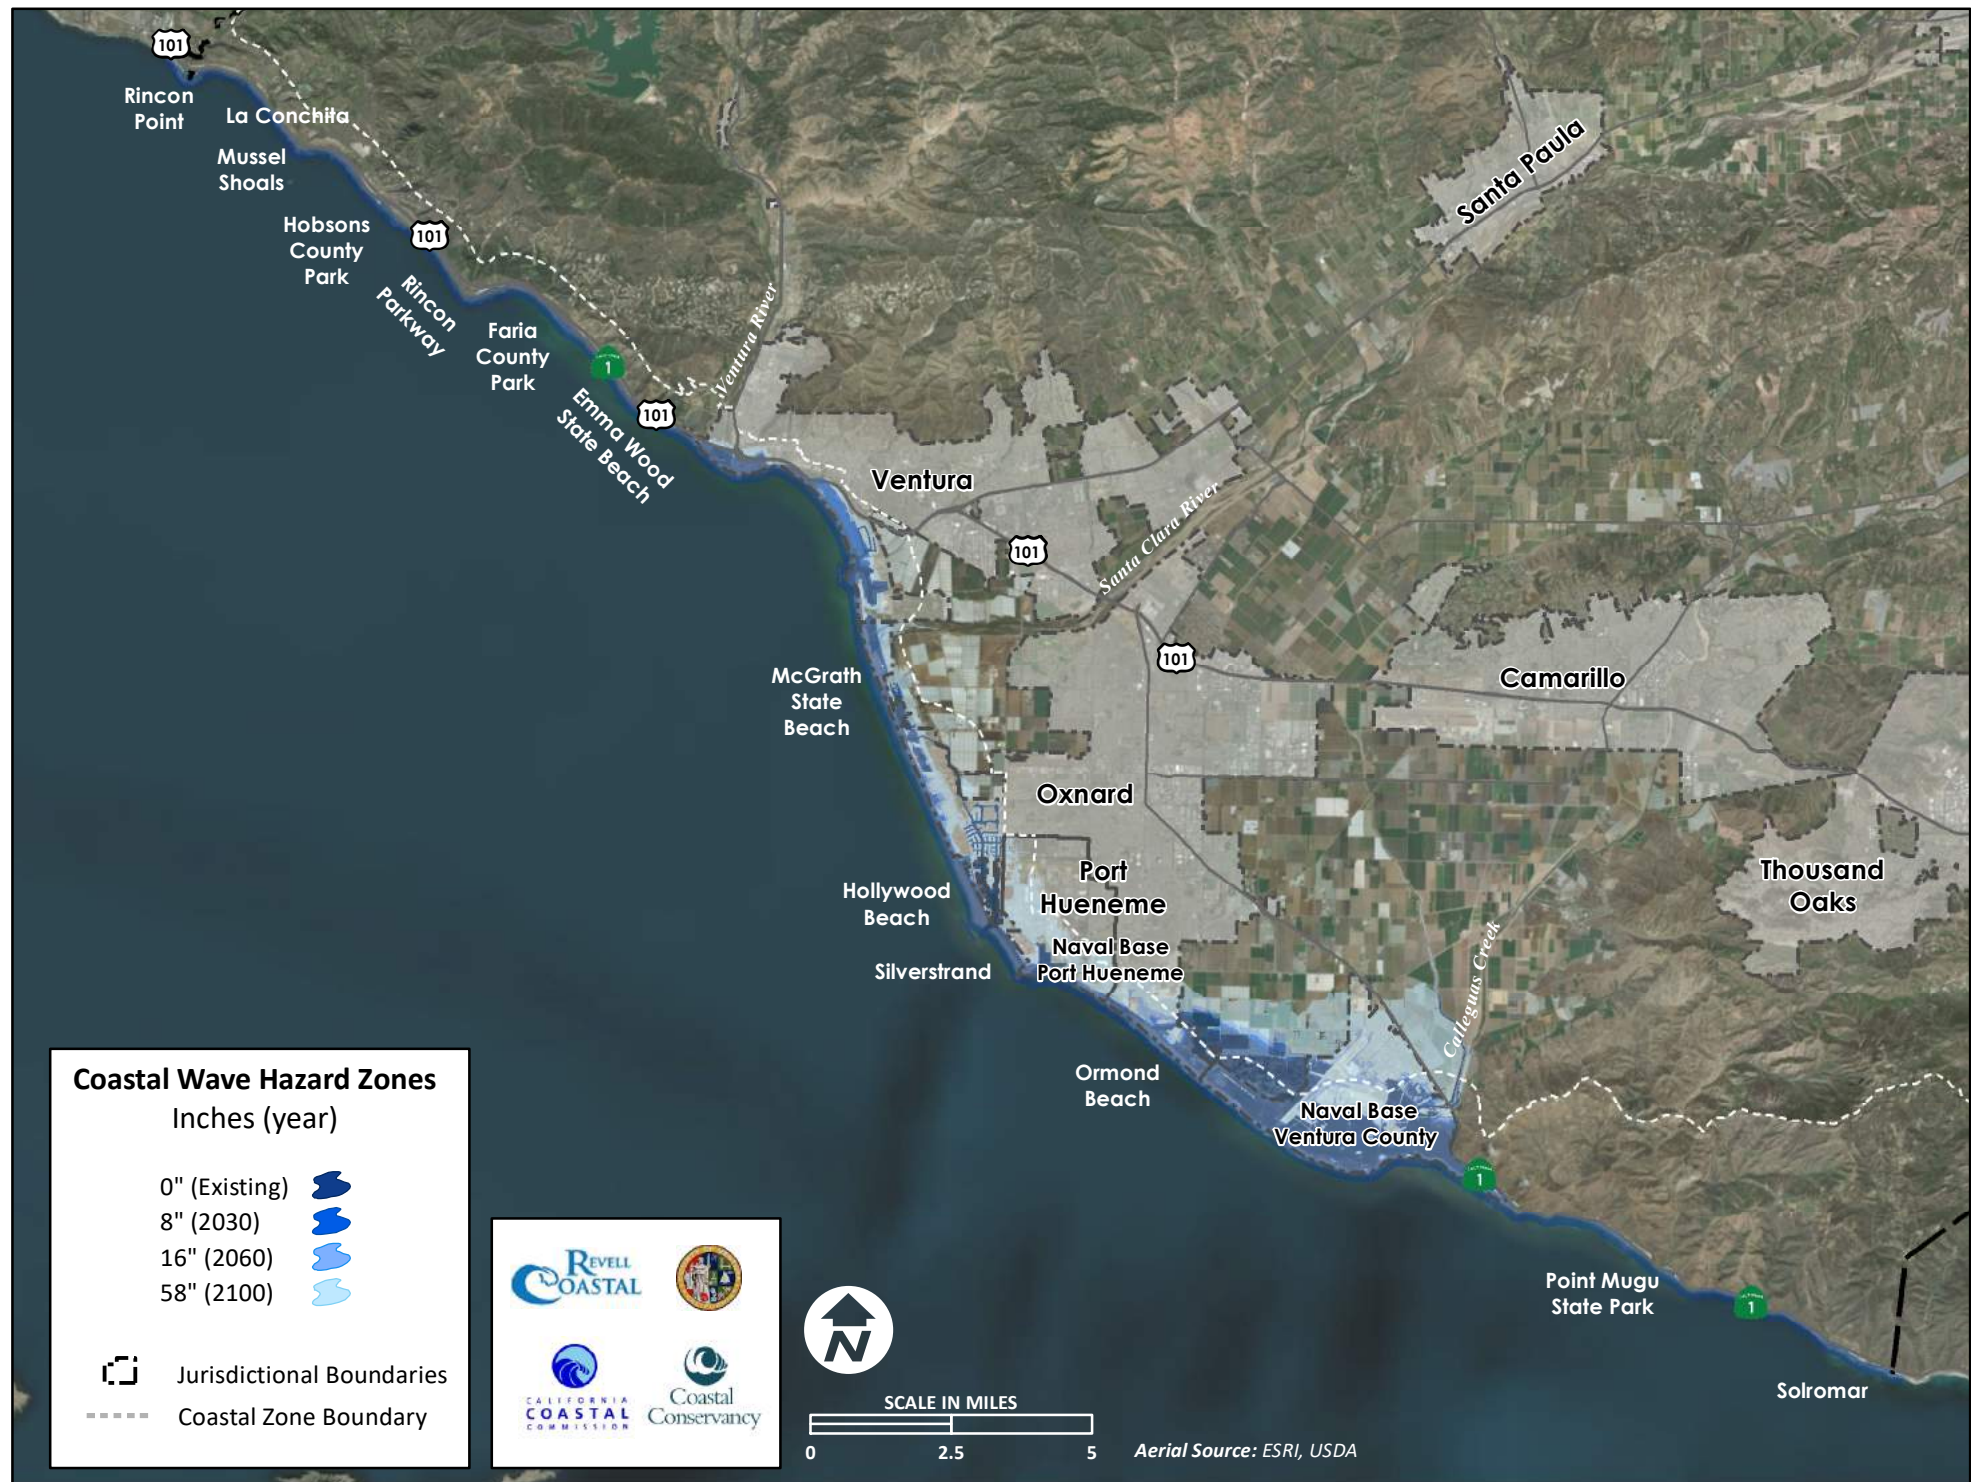 101
Rincon
Point
La Conchita
Mussel
Shoals
Hobsons
County
Park
101
Rincon
Parkway
Faria
County
Park
1
101
Emma Wood
State Beach
Ventura River
Santa Paula
Ventura
101
Santa Clara River
101
Camarillo
McGrath
State
Beach
Oxnard
Port
Hueneme
Thousand
Oaks
Hollywood
Beach
Naval Base
Port Hueneme
Silverstrand
Calleguas Creek
Ormond
Beach
Naval Base
Ventura County
1
Point Mugu
State Park
1
Solromar
Coastal Wave Hazard Zones
Inches (year)
0" (Existing)
8" (2030)
16" (2060)
58" (2100)
Jurisdictional Boundaries
Coastal Zone Boundary
REVELL
COASTAL
CALIFORNIA
COASTAL
COMMISSION
Coastal
Conservancy
N
SCALE IN MILES
0 2.5 5
Aerial Source: ESRI, USDA